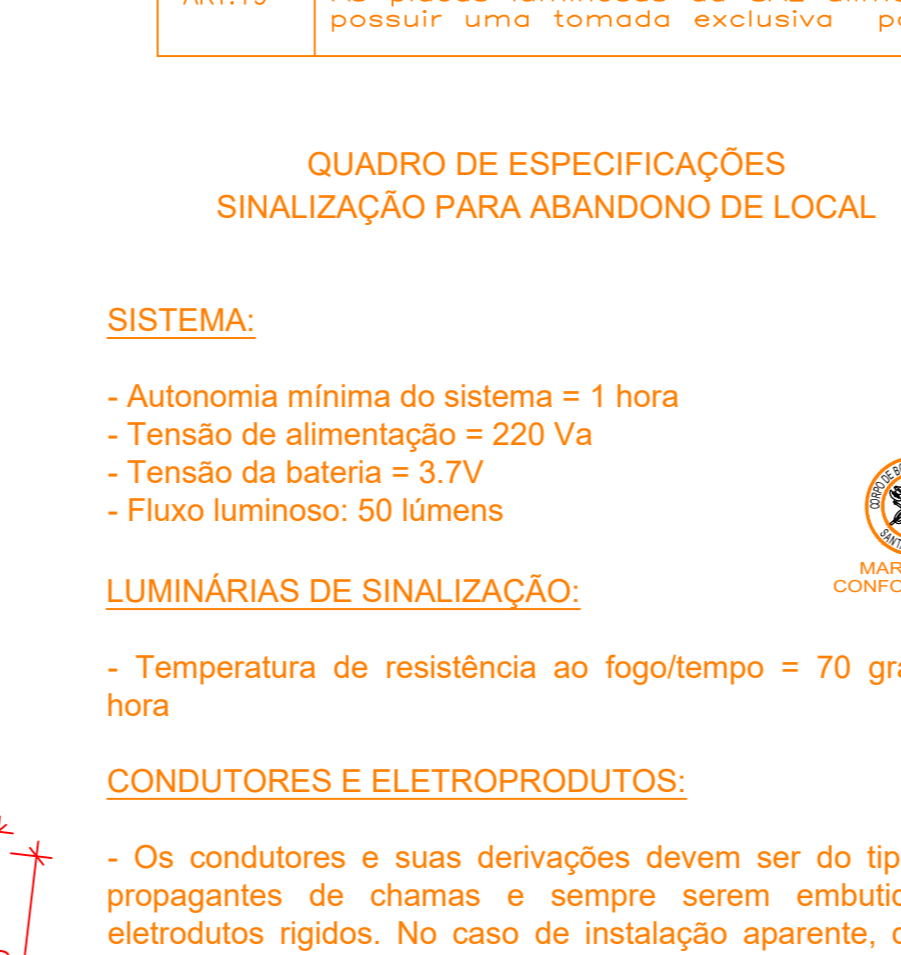 possuir uma tomada exclusiva
QUADRO DE ESPECIFICAÇÕES
SINALIZAÇÃO PARA ABANDONO DE LOCAL
SISTEMA:
- Autonomia mínima do sistema = 1 hora
- Tensão de alimentação = 220 Va
- Tensão da bateria = 3.7V
- Fluxo luminoso: 50 lúmens
CORPO DE
LUMINÁRIAS DE SINALIZAÇÃO:
- Temperatura de resistência ao fogo/tempo = 70
hora
CONDUTORES E ELETROPRODUTOS:
- Os condutores e suas derivações devem ser do
propagantes de chamas e sempre serem
eletrodutos rigidos. No caso de instalação aparente,